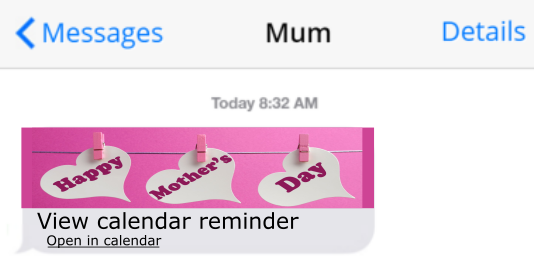 Messages Mum Details
Today 8:32 AM
Happy Mother's Day
View calendar reminder
Open in calendar